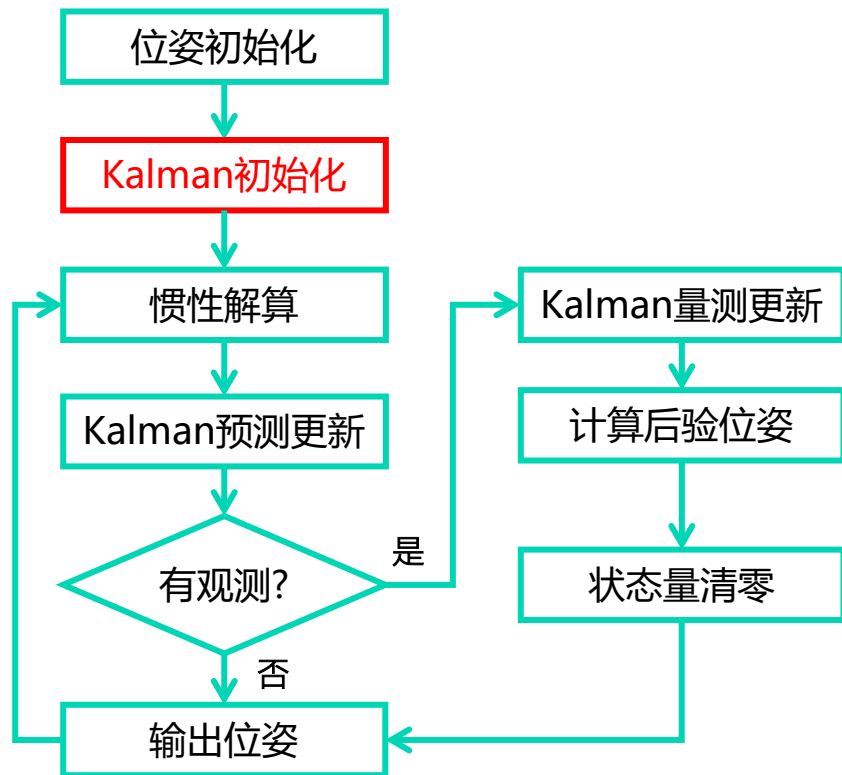 位姿初始化
Kalman初始化
惯性解算
Kalman预测更新
有观测?
是
否
输出位姿
Kalman量测更新
计算后验位姿
状态量清零